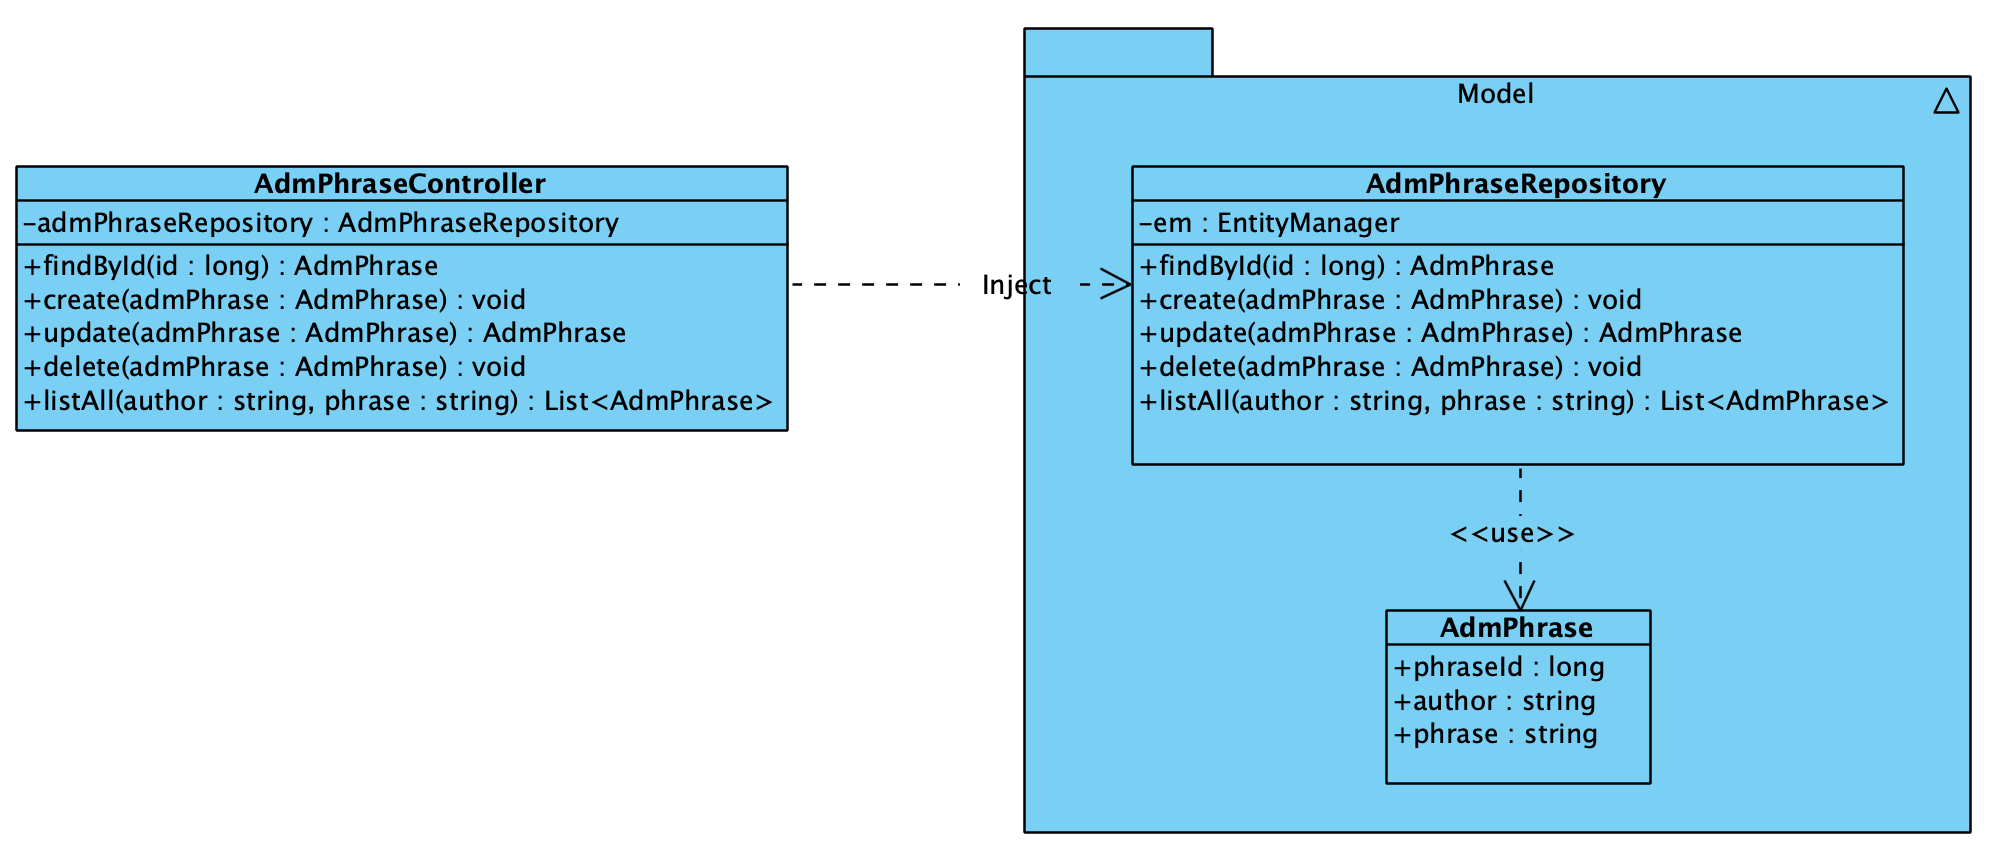 Model
AdmPhraseController
-admPhraseRepository : AdmPhraseRepository
+findById(id : long) : AdmPhrase
+create(admPhrase : AdmPhrase) : void
+update(admPhrase : AdmPhrase) : AdmPhrase
+delete(admPhrase : AdmPhrase) : void
+listAll(author : string, phrase : string) : List<AdmPhrase>
Inject
AdmPhraseRepository
-em : EntityManager
+findById(id : long) : AdmPhrase
+create(admPhrase : AdmPhrase) : void
+update(admPhrase : AdmPhrase) : AdmPhrase
+delete(admPhrase : AdmPhrase) : void
+listAll(author : string, phrase : string) : List<AdmPhrase>
<<use>>
AdmPhrase
+phraseId : long
+author : string
+phrase : string